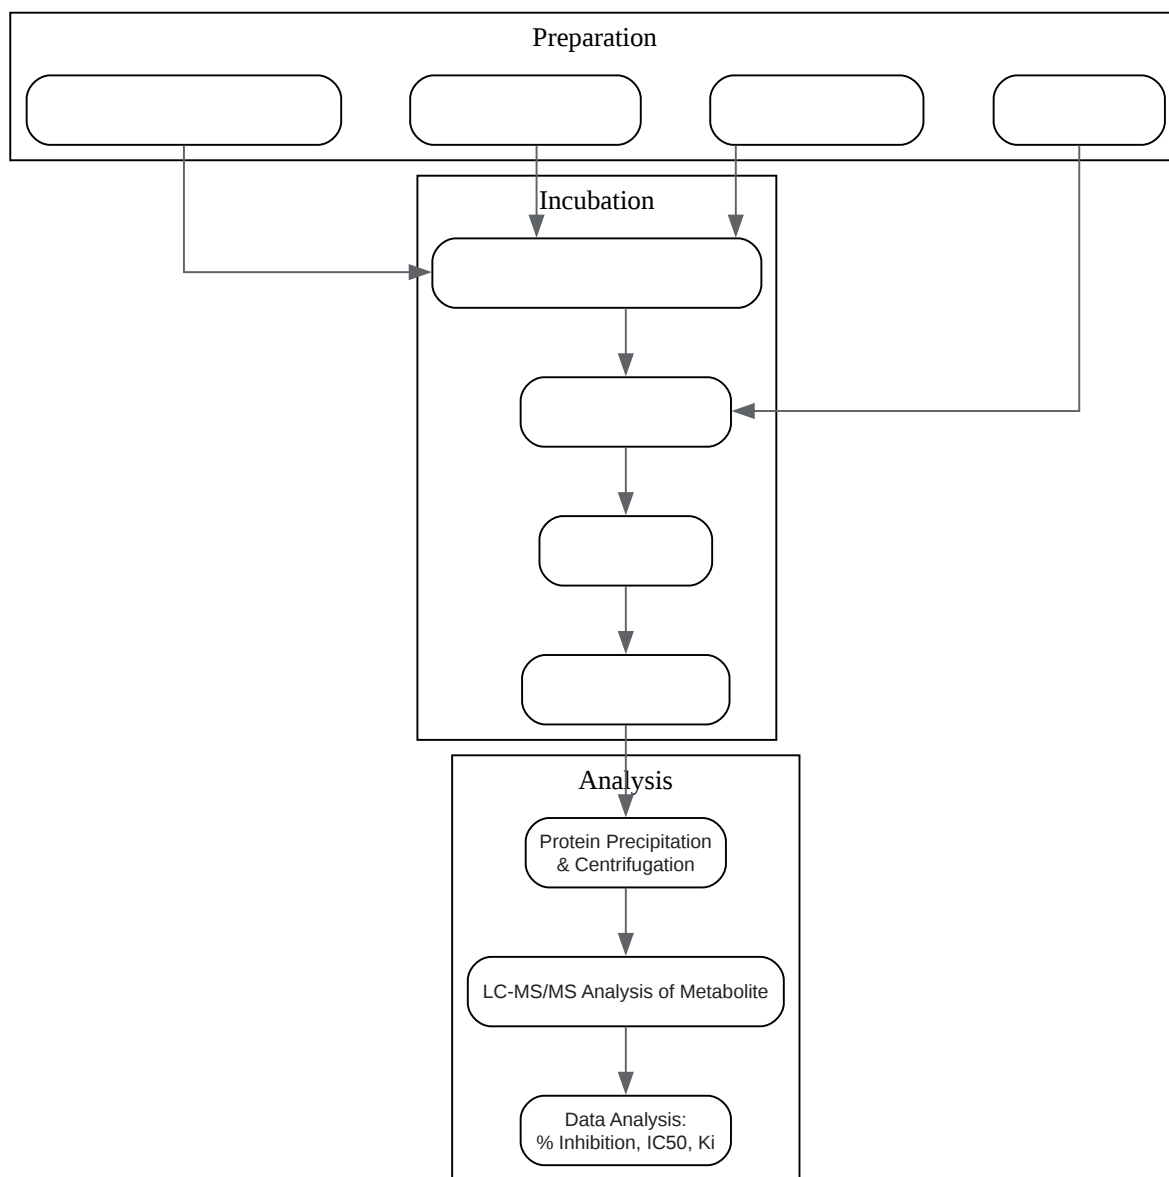 Preparation
Incubation
Analysis
Protein Precipitation
& Centrifugation
LC-MS/MS Analysis of Metabolite
Data Analysis:
% Inhibition, IC50, Ki